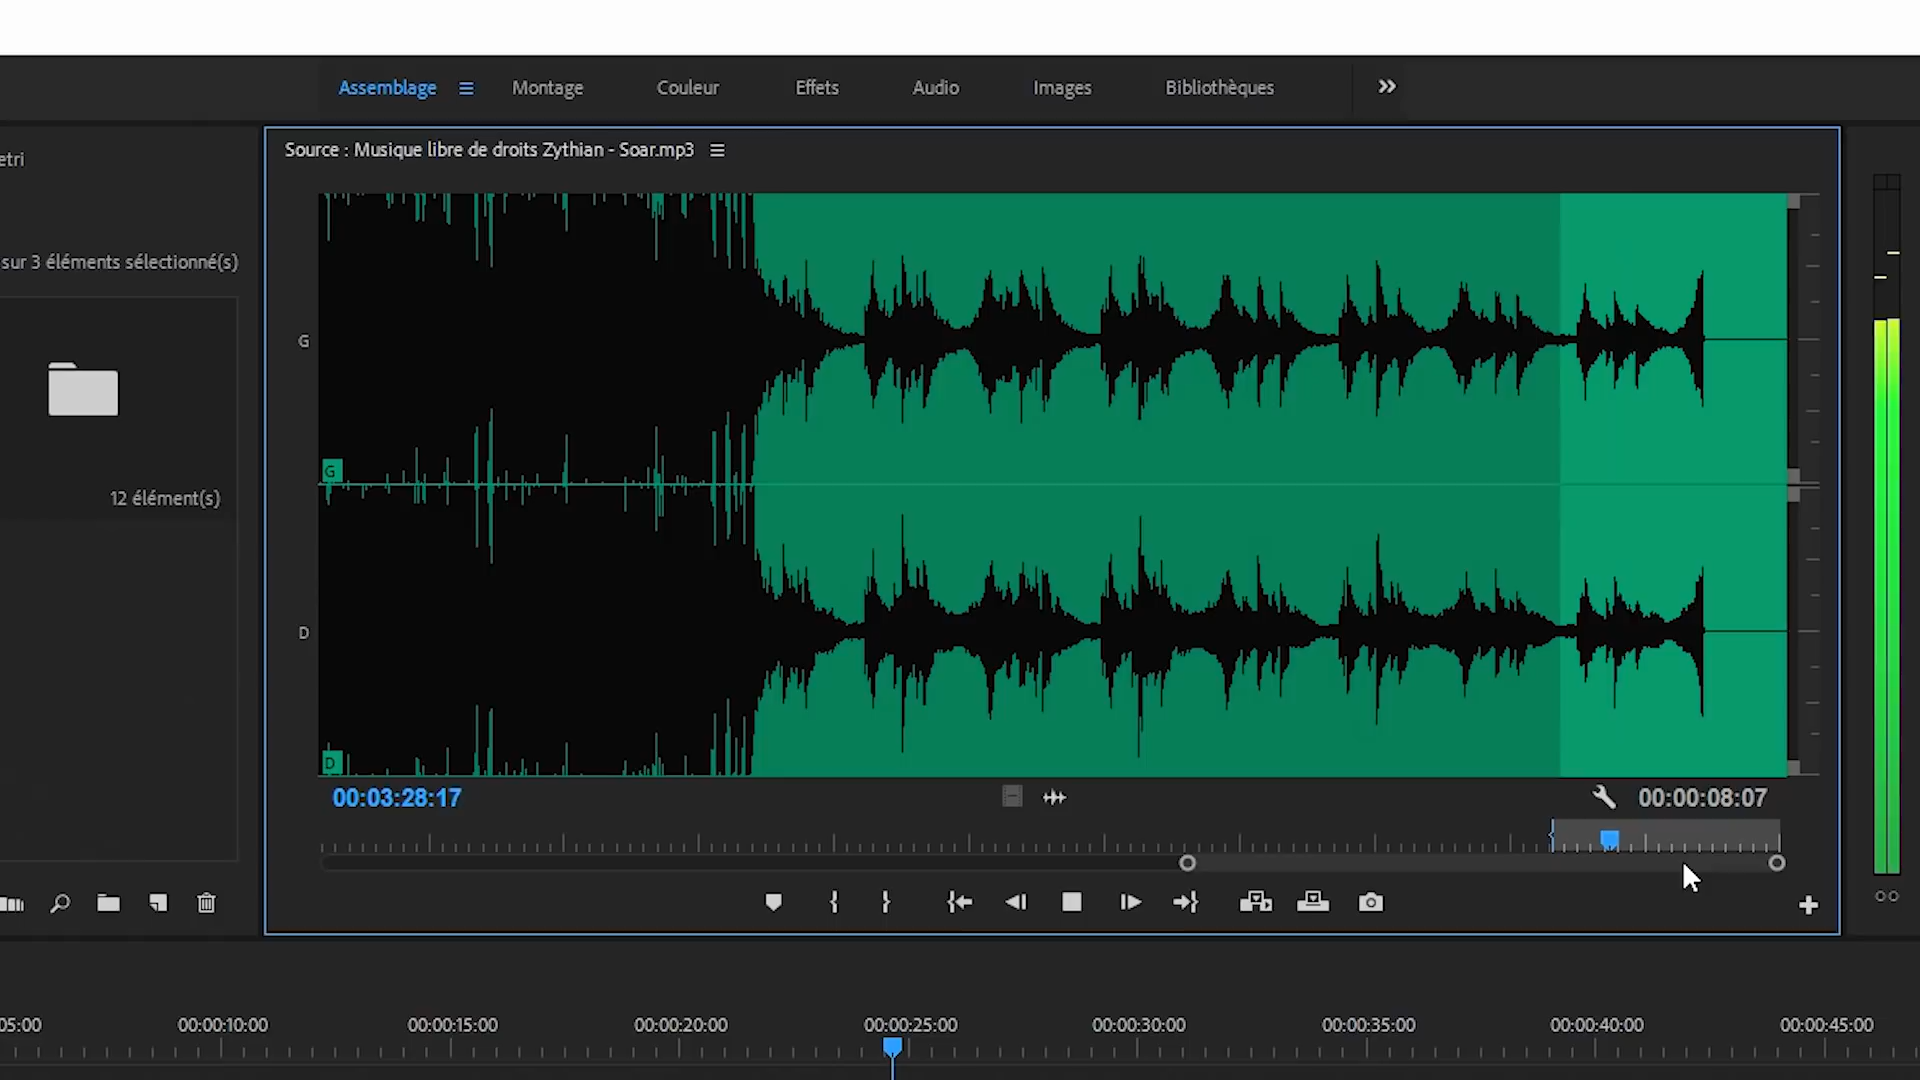 Assemblage Montage Couleur Effets Audio Images Bibliothèques
etri
Source : Musique libre de droits Zythian - Soar.mp3
sur 3 éléments sélectionné(s)
G
G
12 élément(s)
D
D
00:03:28:17 00:00:08:07
05:00 00:00:10:00 00:00:15:00 00:00:20:00 00:00:25:00 00:00:30:00 00:00:35:00 00:00:40:00 00:00:45:00